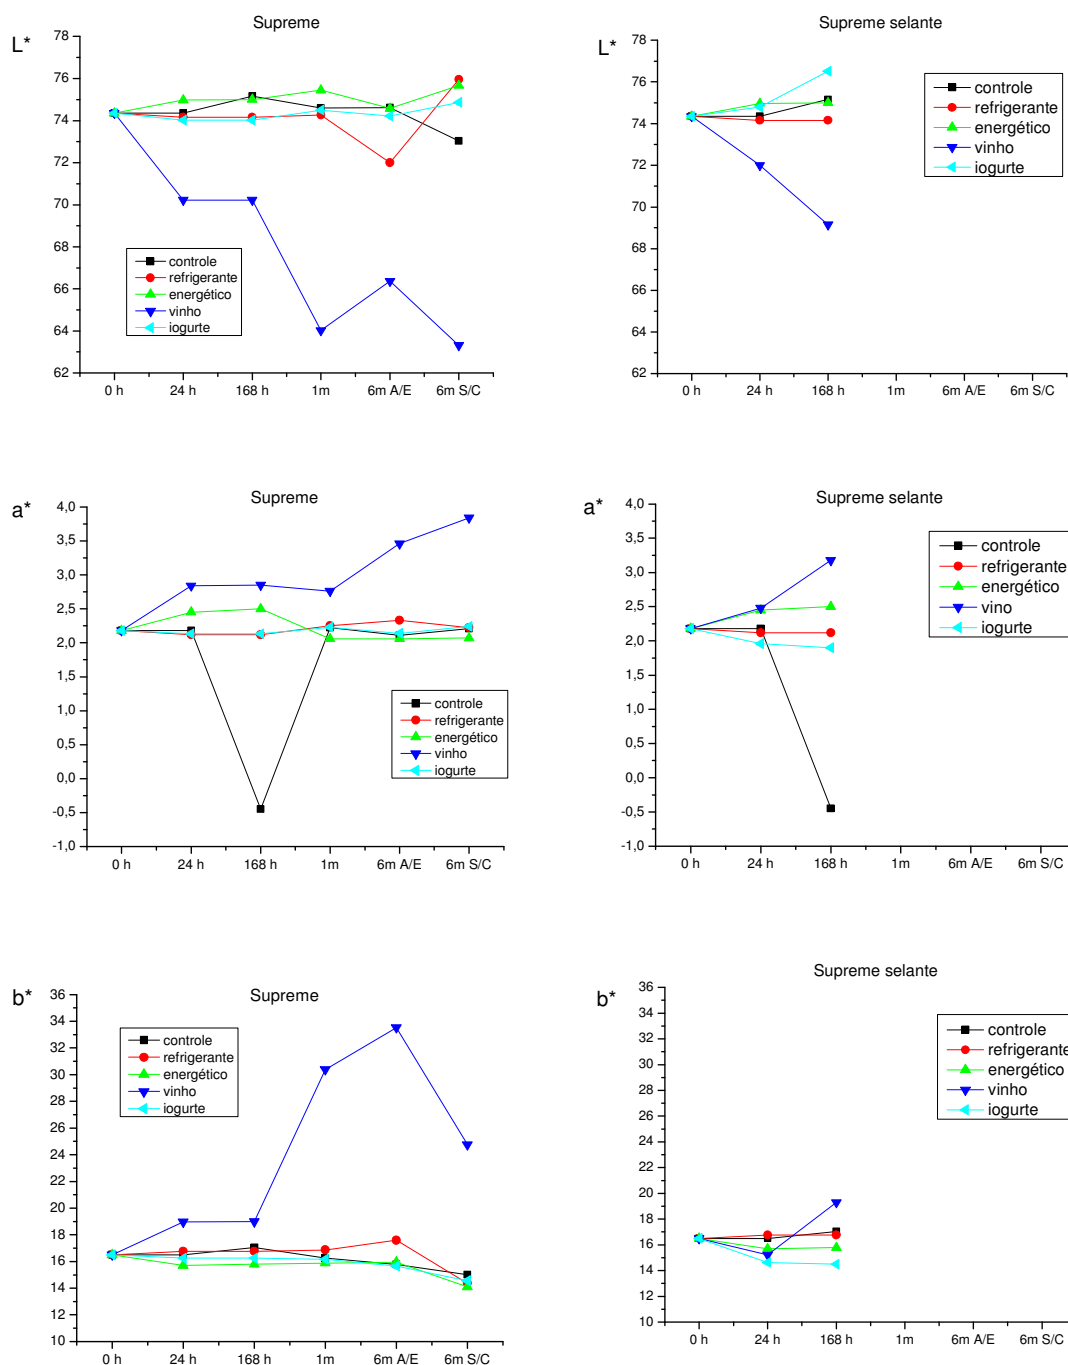 Supreme
L*
78
76
74
72
70
68
66
64
62
controle
refrigerante
energético
vinho
iogurte
0 h 24 h 168 h 1m 6m A/E 6m S/C
Supreme selante
L*
78
76
74
72
70
68
66
64
62
controle
refrigerante
energético
vinho
iogurte
0 h 24 h 168 h 1m 6m A/E 6m S/C
Supreme
a*
4,0
3,5
3,0
2,5
2,0
1,5
1,0
0,5
0,0
-0,5
-1,0
controle
refrigerante
energético
vinho
iogurte
0 h 24 h 168 h 1m 6m A/E 6m S/C
Supreme selante
a*
4,0
3,5
3,0
2,5
2,0
1,5
1,0
0,5
0,0
-0,5
-1,0
controle
refrigerante
energético
vino
iogurte
0 h 24 h 168 h 1m 6m A/E 6m S/C
Supreme
b*
36
34
32
30
28
26
24
22
20
18
16
14
12
10
controle
refrigerante
energético
vinho
iogurte
0 h 24 h 168 h 1m 6m A/E 6m S/C
Supreme selante
b*
36
34
32
30
28
26
24
22
20
18
16
14
12
10
controle
refrigerante
energético
vinho
iogurte
0 h 24 h 168 h 1m 6m A/E 6m S/C